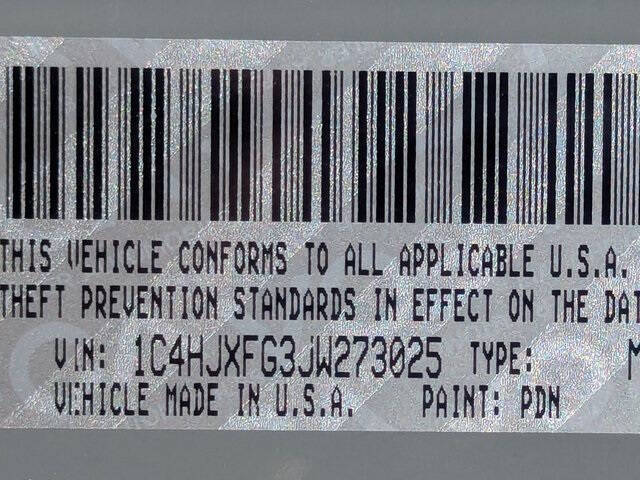 THIS VEHICLE CONFORMS TO ALL APPLICABLE U.S.A.
THEFT PREVENTION STANDARDS IN EFFECT ON THE DAT
VIN: 1C4HJXFG3JW273025 TYPE: M
VEHICLE MADE IN U.S.A. PAINT: PDN